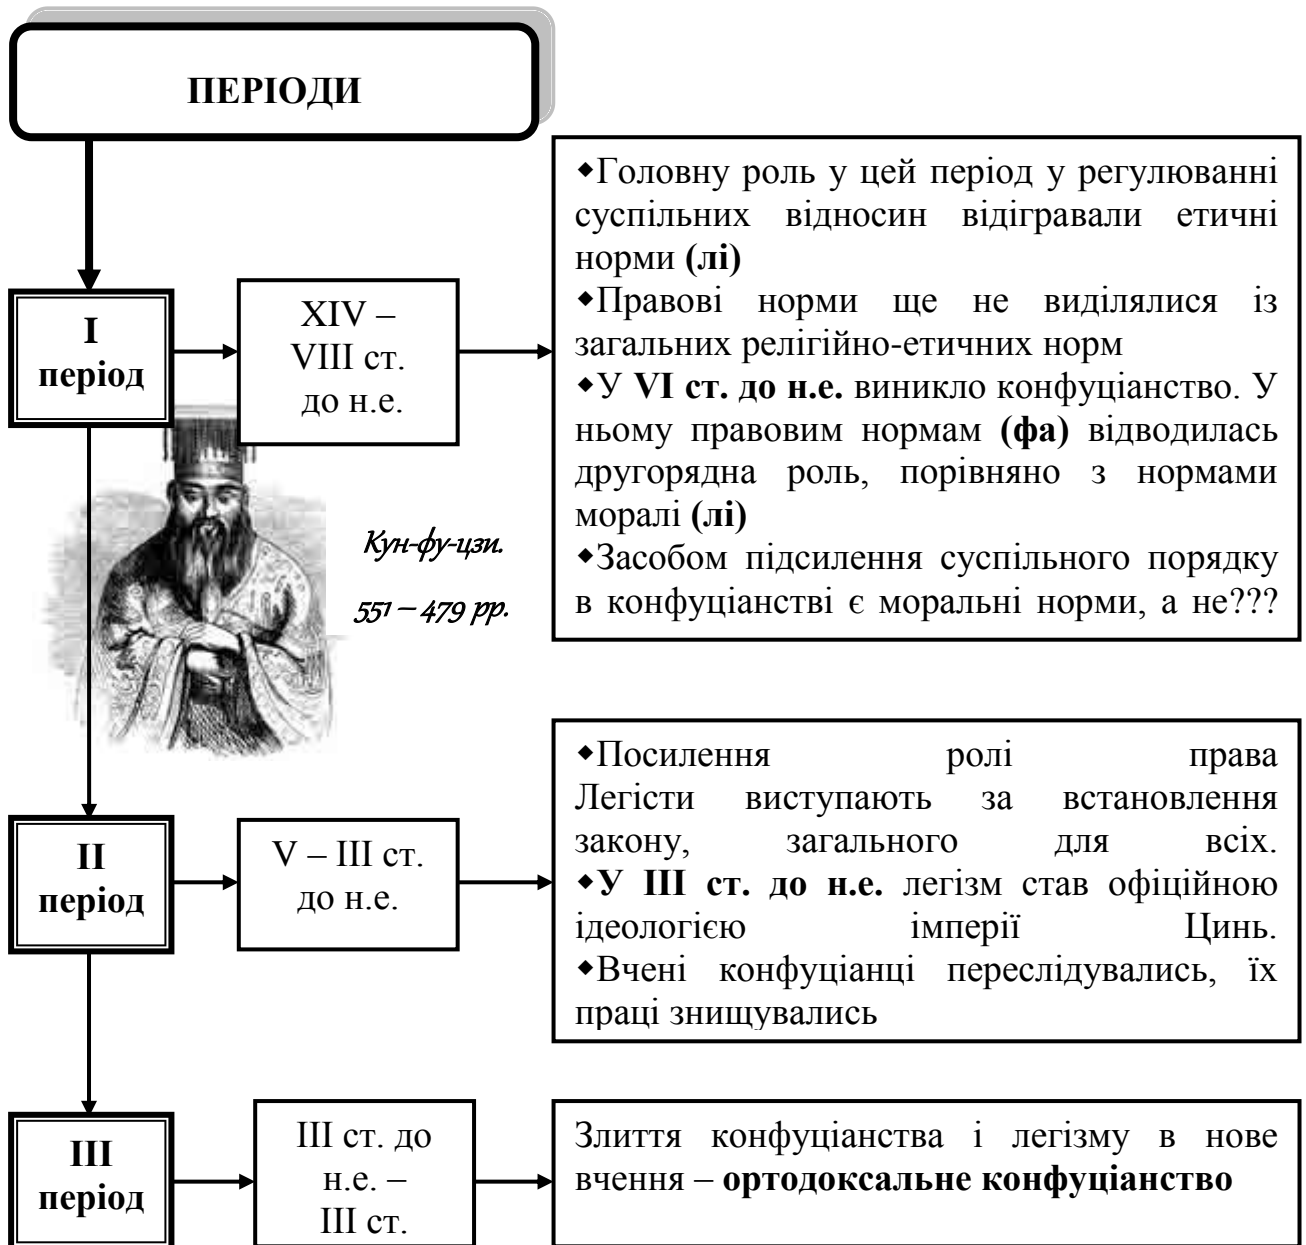 ПЕРІОДИ
І
період
XIV –
VIII ст.
до н.е.
◆Головну роль у цей період у регулюванні
суспільних відносин відігравали етичні
норми (лі)
◆Правові норми ще не виділялися із
загальних релігійно-етичних норм
◆У VI ст. до н.е. виникло конфуціанство. У
ньому правовим нормам (фа) відводилась
другорядна роль, порівняно з нормами
моралі (лі)
◆Засобом підсилення суспільного порядку
в конфуціанстві є моральні норми, а не???
Кун-фу-цзи.
551 – 479 рр.
ІІ
період
V – III ст.
до н.е.
◆Посилення ролі права
Легісти виступають за встановлення
закону, загального для всіх.
◆У ІІІ ст. до н.е. легізм став офіційною
ідеологією імперії Цинь.
◆Вчені конфуціанці переслідувались, їх
праці знищувались
ІІІ
період
III ст. до
н.е. –
III ст.
Злиття конфуціанства і легізму в нове
вчення – ортодоксальне конфуціанство